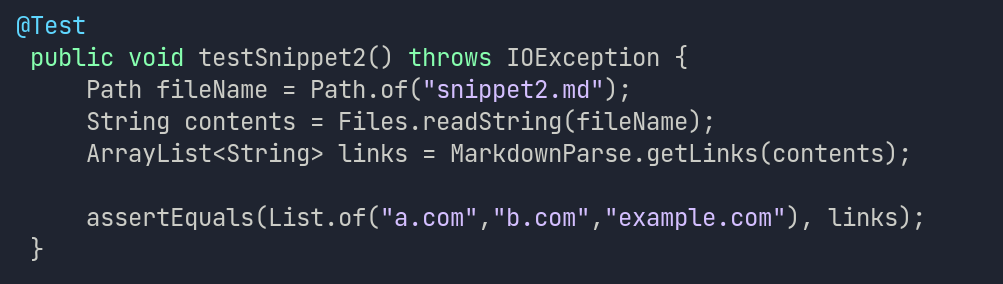 @Test
public void testSnippet2() throws IOException {
Path fileName = Path.of("snippet2.md");
String contents = Files.readString(fileName);
ArrayList<String> links = MarkdownParse.getLinks(contents);
assertEquals(List.of("a.com","b.com","example.com"), links);
}